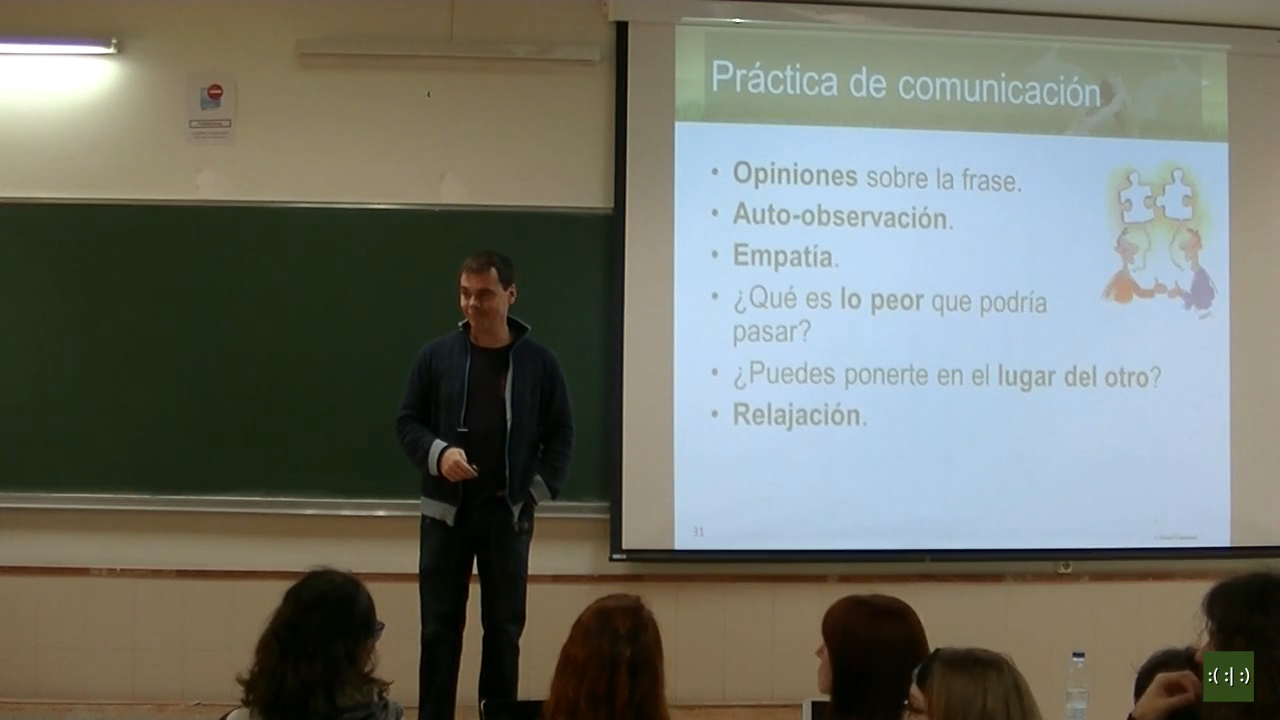 Práctica de comunicación
• Opiniones sobre la frase.
• Auto-observación.
• Empatía.
• ¿Qué es lo peor que podría
pasar?
• ¿Puedes ponerte en el lugar del otro?
• Relajación.
31
:( :| :)